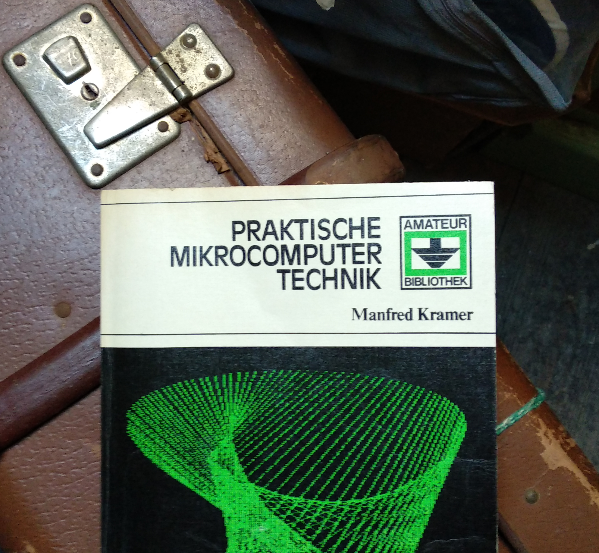 PRAKTISCHE
MIKROCOMPUTER
TECHNIK
AMATEUR
BIBLIOTHEK
Manfred Kramer